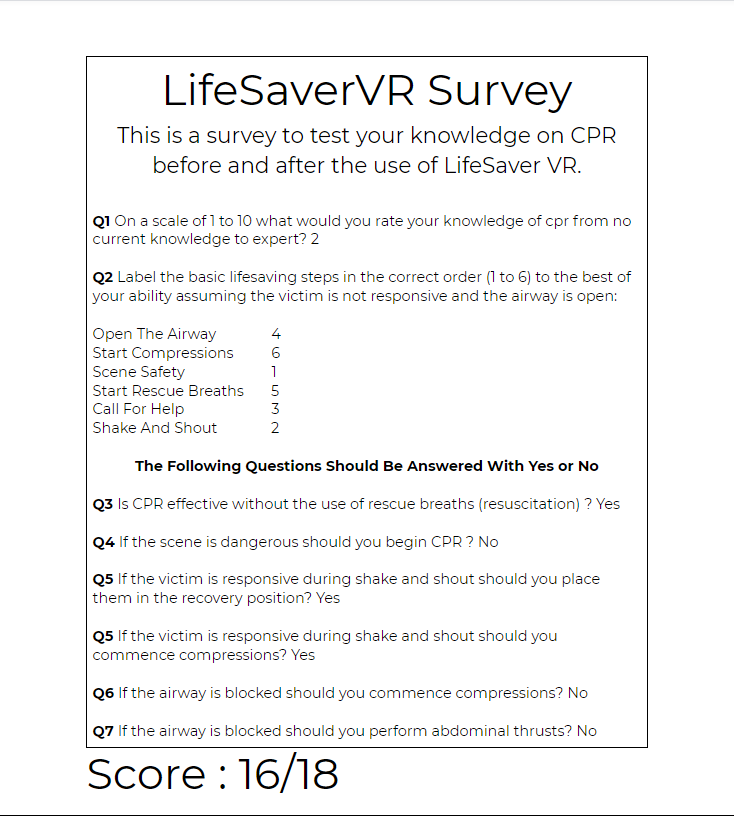 LifeSaverVR Survey
This is a survey to test your knowledge on CPR
before and after the use of LifeSaver VR.
Q1 On a scale of 1 to 10 what would you rate your knowledge of cpr from no
current knowledge to expert? 2
Q2 Label the basic lifesaving steps in the correct order (1 to 6) to the best of
your ability assuming the victim is not responsive and the airway is open:
Open The Airway 4
Start Compressions 6
Scene Safety 1
Start Rescue Breaths 5
Call For Help 3
Shake And Shout 2
The Following Questions Should Be Answered With Yes or No
Q3 Is CPR effective without the use of rescue breaths (resuscitation) ? Yes
Q4 If the scene is dangerous should you begin CPR ? No
Q5 If the victim is responsive during shake and shout should you place
them in the recovery position? Yes
Q5 If the victim is responsive during shake and shout should you
commence compressions? Yes
Q6 If the airway is blocked should you commence compressions? No
Q7 If the airway is blocked should you perform abdominal thrusts? No
Score : 16/18